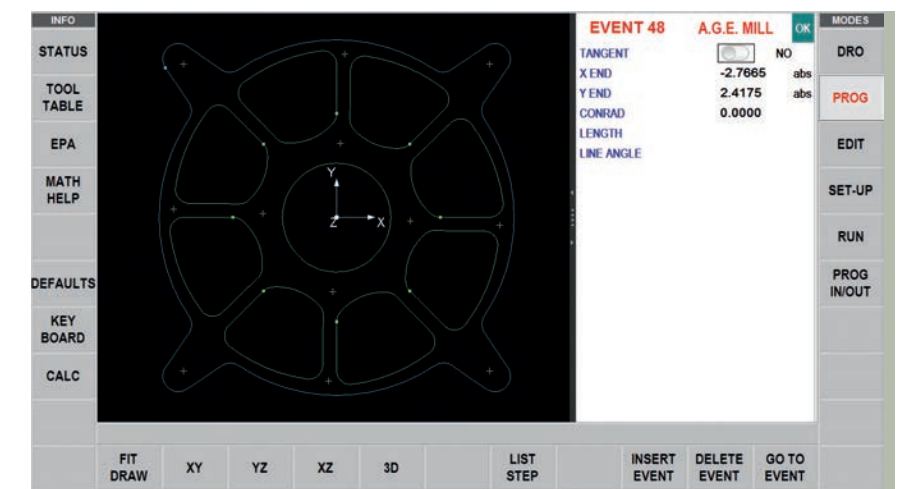 INFO
STATUS
TOOL
TABLE
EPA
MATH
HELP
DEFAULTS
KEY
BOARD
CALC
Y
Z
X
EVENT 48 A.G.E. MILL OK
TANGENT NO
X END -2.7665 abs
Y END 2.4175 abs
CONRAD 0.0000
LENGTH
LINE ANGLE
MODES
DRO
PROG
EDIT
SET-UP
RUN
PROG
IN/OUT
FIT
DRAW
XY
YZ
XZ
3D
LIST
STEP
INSERT
EVENT
DELETE
EVENT
GO TO
EVENT